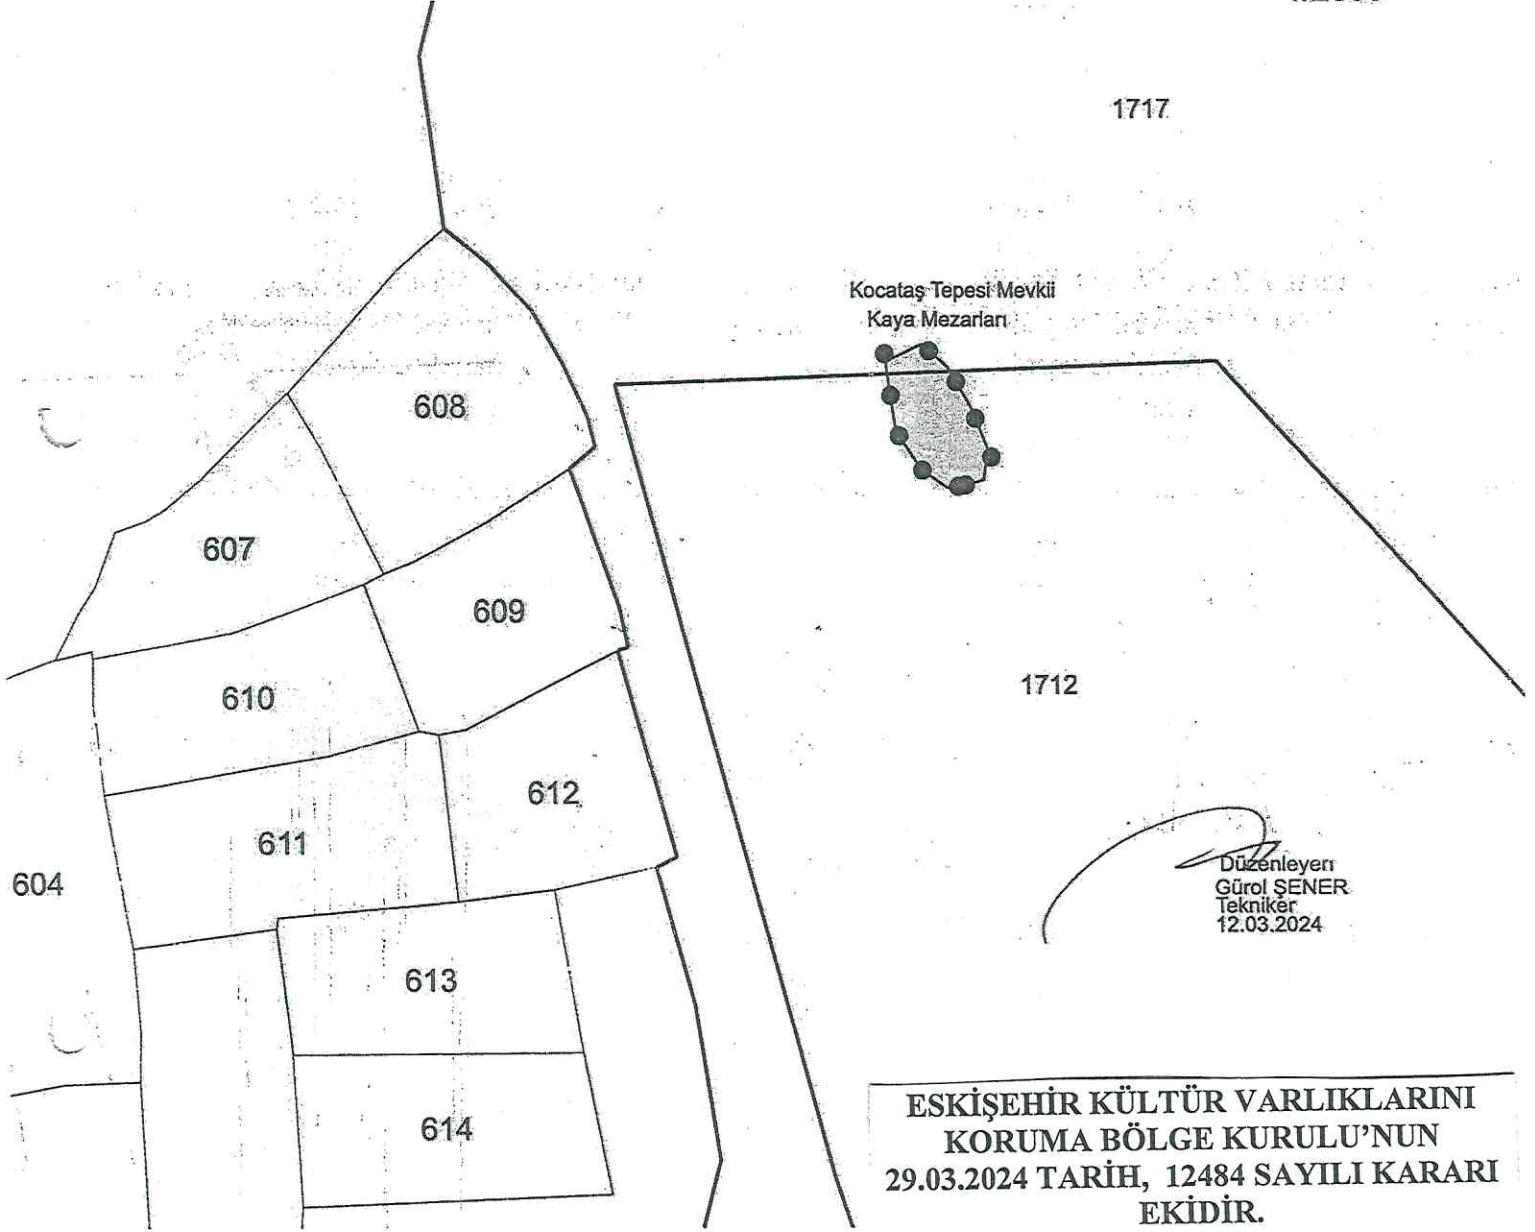 1717
Kocataş Tepesi Mevkii
Kaya Mezarları
608
607
609
610
1712
612
611
604
Düzenleyen
Gürol ŞENER
Tekniker
12.03.2024
613
614
ESKİŞEHİR KÜLTÜR VARLIKLARINI
KORUMA BÖLGE KURULU'NUN
29.03.2024 TARİH, 12484 SAYILI KARARI
EKİDİR.